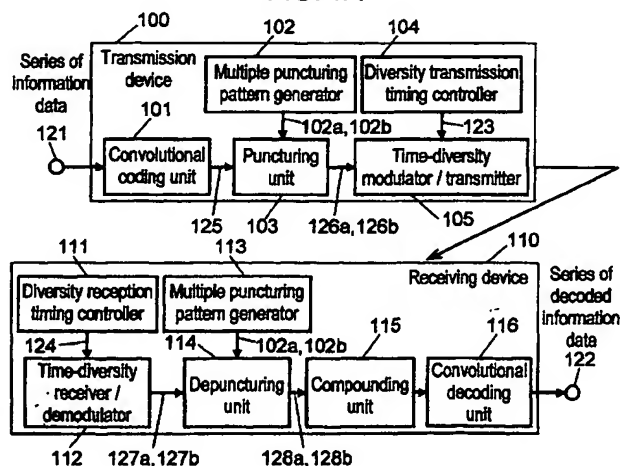 100
102
104
Series of
information
data
121
Transmission
device
101
Multiple puncturing
pattern generator
Diversity transmission
timing controller
102a, 102b
123
Convolutional
coding unit
Puncturing
unit
Time-diversity
modulator / transmitter
125
103
126a, 126b
105
110
111
113
Receiving device
Diversity reception
timing controller
Multiple puncturing
pattern generator
Series of
decoded
information
data
122
124
114
102a, 102b
115
116
Time-diversity
receiver /
demodulator
Depuncturing
unit
Compounding
unit
Convolutional
decoding
unit
112
127a, 127b
128a, 128b